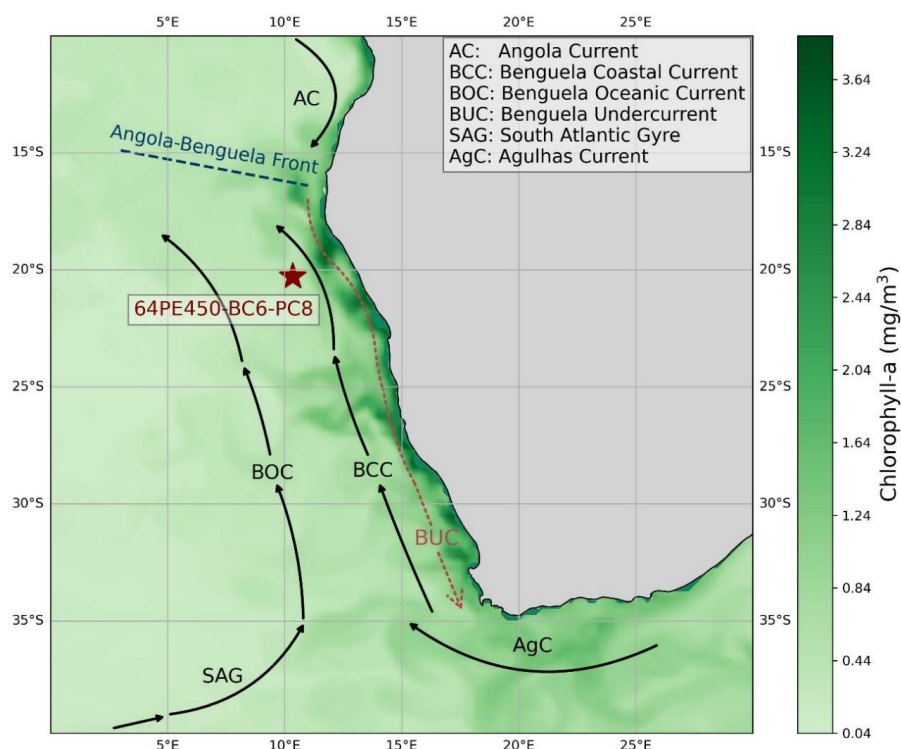 5°E 10°E 15°E 20°E 25°E
AC: Angola Current
BCC: Benguela Coastal Current
BOC: Benguela Oceanic Current
BUC: Benguela Undercurrent
SAG: South Atlantic Gyre
AgC: Agulhas Current
AC
Angola-Benguela Front
64PE450-BC6-PC8
BOC
BCC
BUC
AgC
SAG
15°S
20°S
25°S
30°S
35°S
15°S
20°S
25°S
30°S
35°S
5°E 10°E 15°E 20°E 25°E
3.64
3.24
2.84
2.44
2.04
1.64
1.24
0.84
0.44
0.04
Chlorophyll-a (mg/m³)